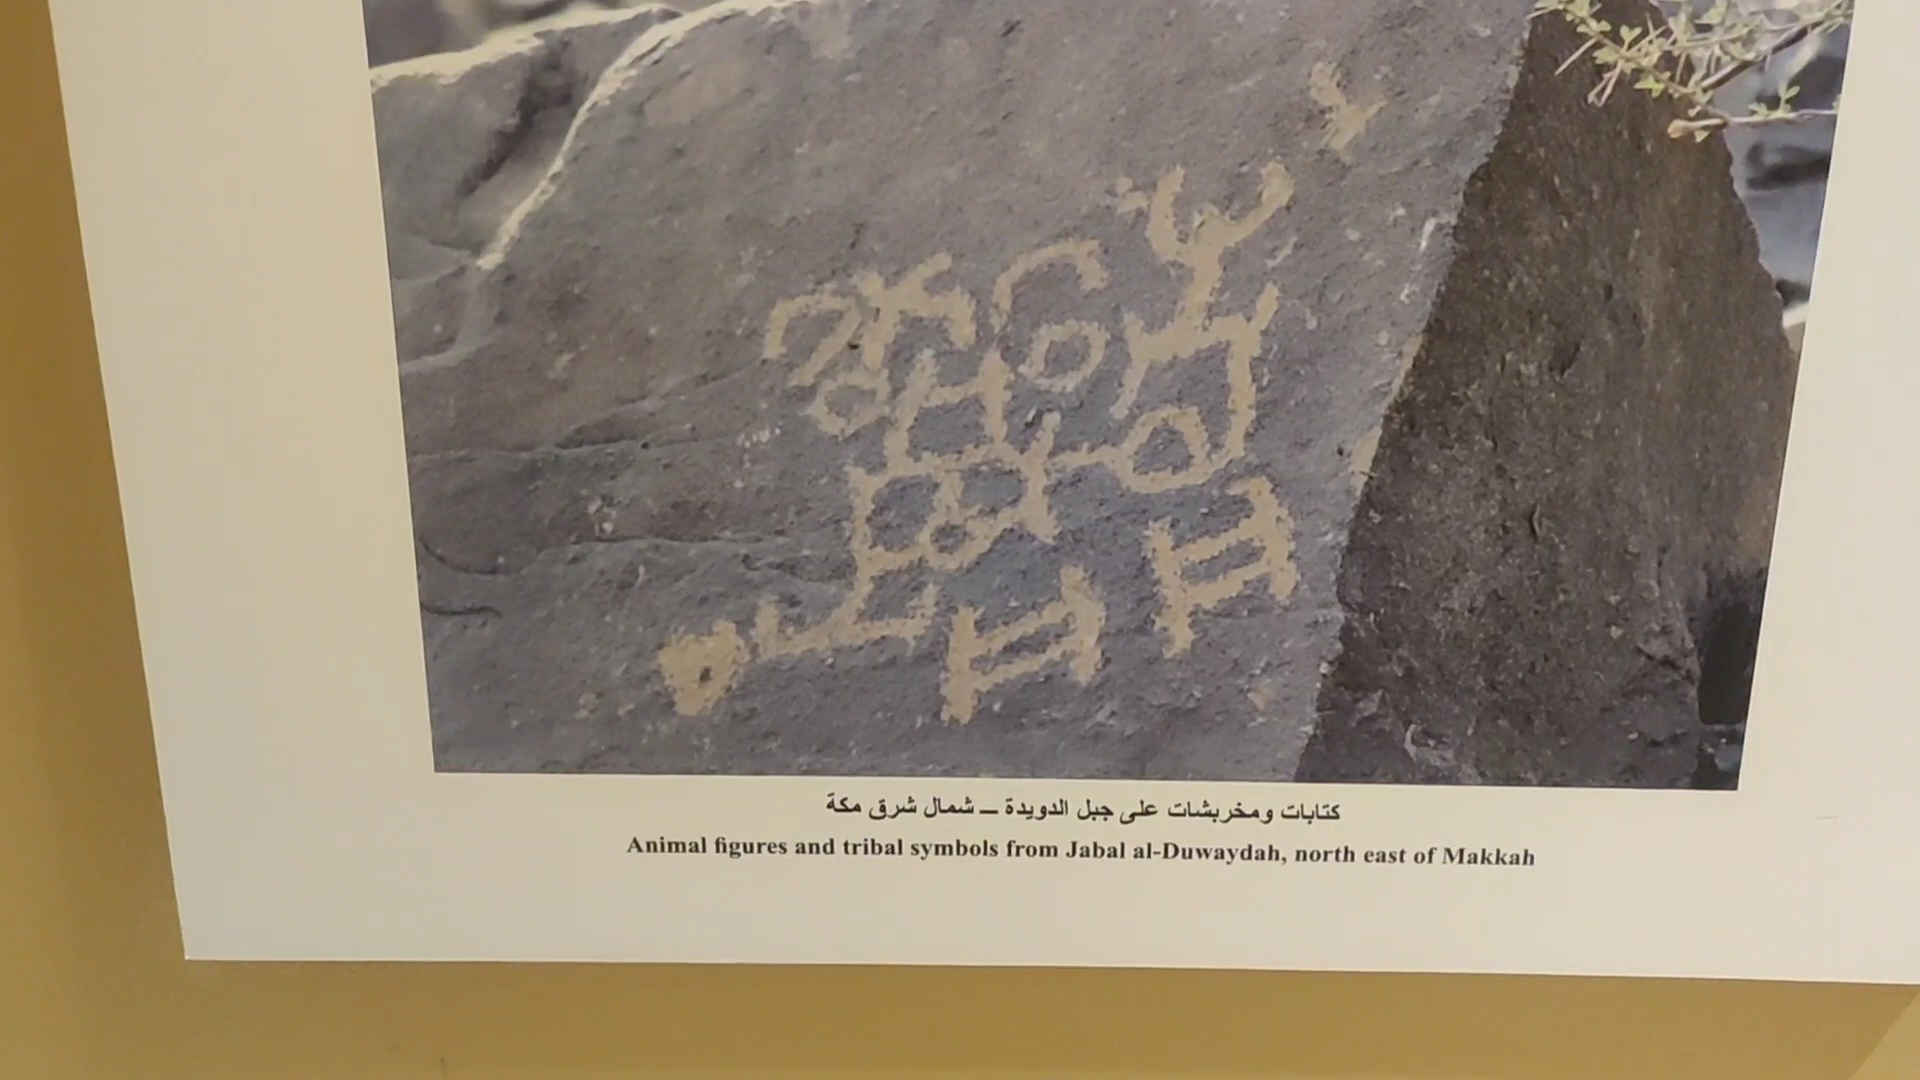 كتابات ومخربشات على جبل الدويدة ــ شمال شرق مكة
Animal figures and tribal symbols from Jabal al-Duwaydah, north east of Makkah